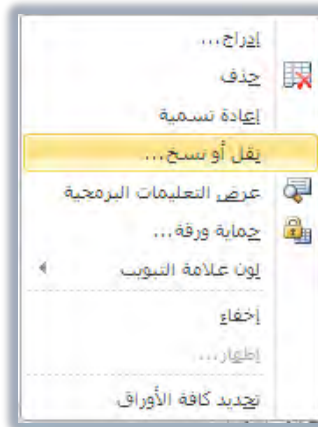 إدراج...
حذف
إعادة تسمية
نقل أو نسخ...
عرض التعليمات البرمجية
حماية ورقة...
لون علامة التبويب
إخفاء
إظهار...
تحديد كافة الأوراق